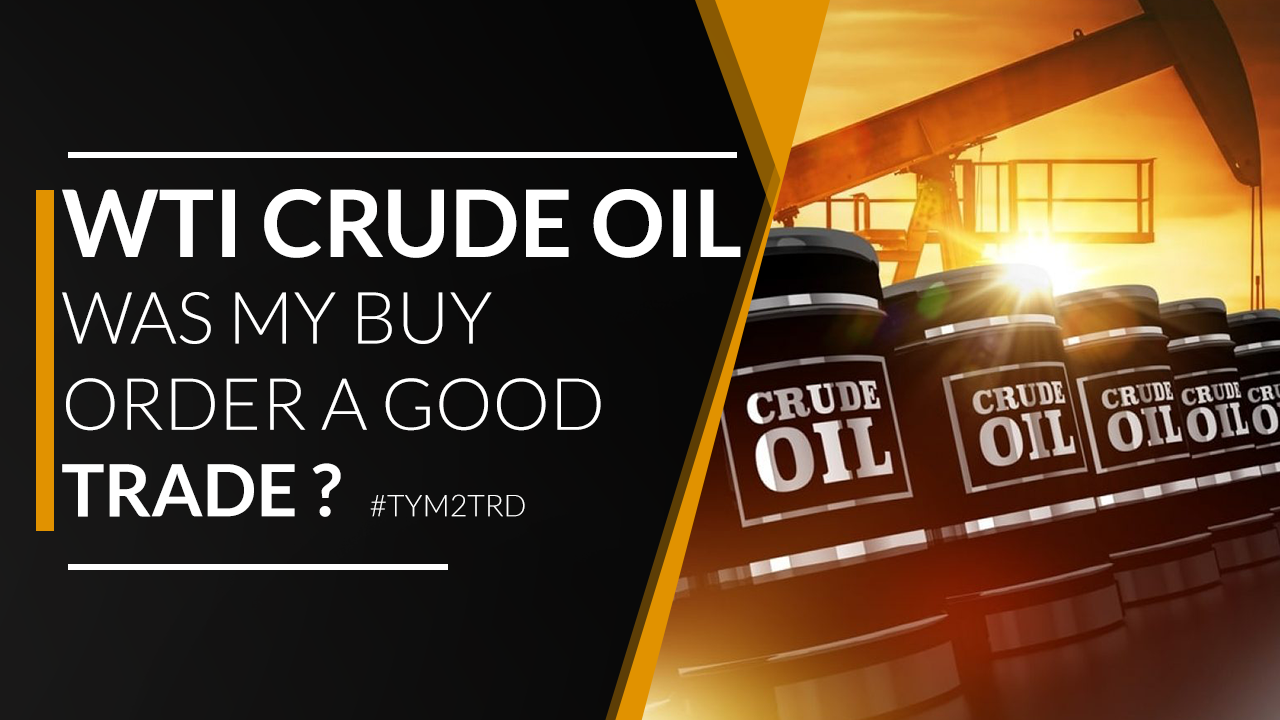 WTI CRUDE OIL
WAS MY BUY
ORDER A GOOD
TRADE ? #TYM2TRD
CRUDE
OIL
CRUDE
OIL
CRUDE
OIL
CRUDE
OIL